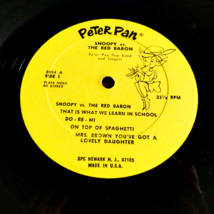 Peter Pan
SNOOPY vs.
THE RED BARON
Peter Pan Pop Band
and Singers
SIDE 1
33⅓ RPM
SNOOPY vs. THE RED BARON
THAT IS WHAT WE LEARN IN SCHOOL
DO - RE - MI
ON TOP OF SPAGHETTI
MRS. BROWN YOU'VE GOT A
LOVELY DAUGHTER
SPC NEWARK N. J., 07105
MADE IN U.S.A.